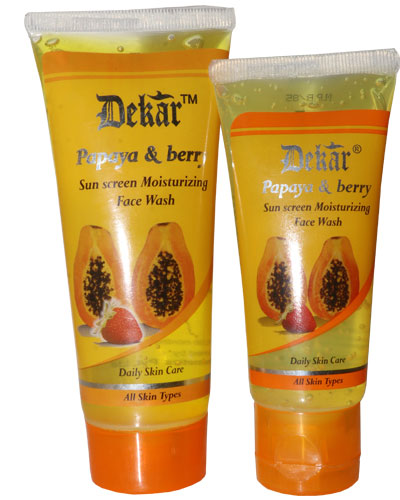 Dekar™
Papaya & berry
Sun screen Moisturizing
Face Wash
Daily Skin Care
All Skin Types
Dekar®
Papaya & berry
Sun screen Moisturizing
Face Wash
Daily Skin Care
All Skin Types